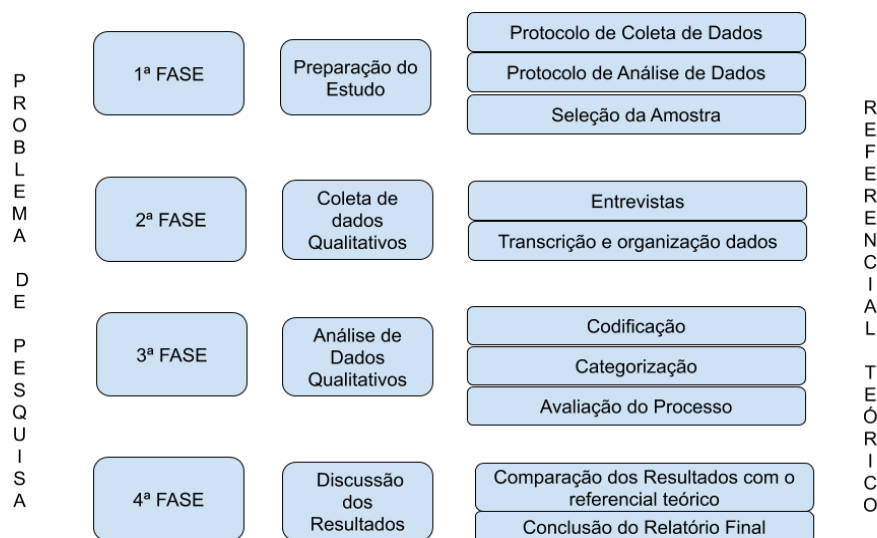 PROBLEMA DE PESQUISA
1ª FASE
Preparação do
Estudo
Protocolo de Coleta de Dados
Protocolo de Análise de Dados
Seleção da Amostra
2ª FASE
Coleta de
dados
Qualitativos
Entrevistas
Transcrição e organização dados
3ª FASE
Análise de
Dados
Qualitativos
Codificação
Categorização
Avaliação do Processo
4ª FASE
Discussão
dos
Resultados
Comparação dos Resultados com o
referencial teórico
Conclusão do Relatório Final
REFERENCIAL TEÓRICO